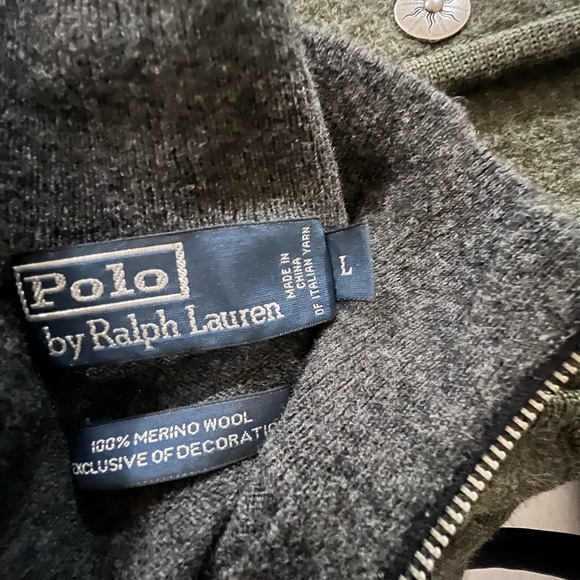 Polo
by Ralph Lauren
MADE IN
CHINA
OF ITALIAN YARN
L
100% MERINO WOOL
EXCLUSIVE OF DECORATIO